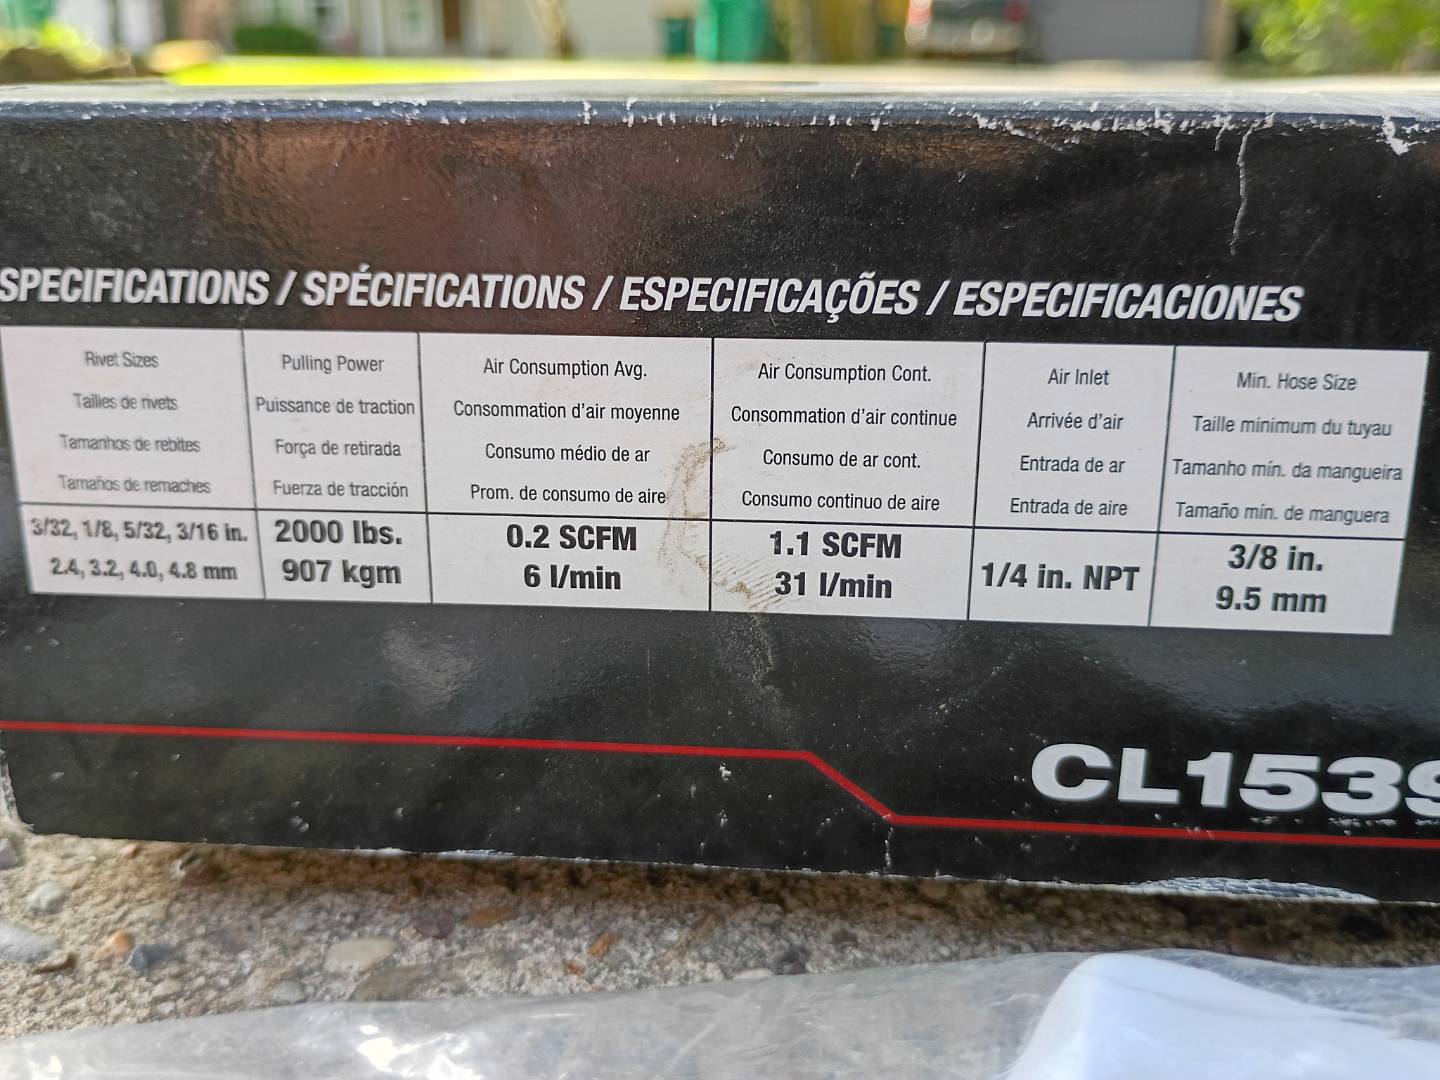 SPECIFICATIONS / SPÉCIFICATIONS / ESPECIFICAÇÕES / ESPECIFICACIONES
Rivet Sizes
Tailles de rivets
Tamanhos de rebites
Tamaños de remaches
3/32, 1/8, 5/32, 3/16 in.
2.4, 3.2, 4.0, 4.8 mm
Pulling Power
Puissance de traction
Força de retirada
Fuerza de tracción
2000 lbs.
907 kgm
Air Consumption Avg.
Consommation d'air moyenne
Consumo médio de ar
Prom. de consumo de aire
0.2 SCFM
6 l/min
Air Consumption Cont.
Consommation d'air continue
Consumo de ar cont.
Consumo continuo de aire
1.1 SCFM
31 l/min
Air Inlet
Arrivée d'air
Entrada de ar
Entrada de aire
1/4 in. NPT
Min. Hose Size
Taille minimum du tuyau
Tamanho mín. da mangueira
Tamaño mín. de manguera
3/8 in.
9.5 mm
CL1539